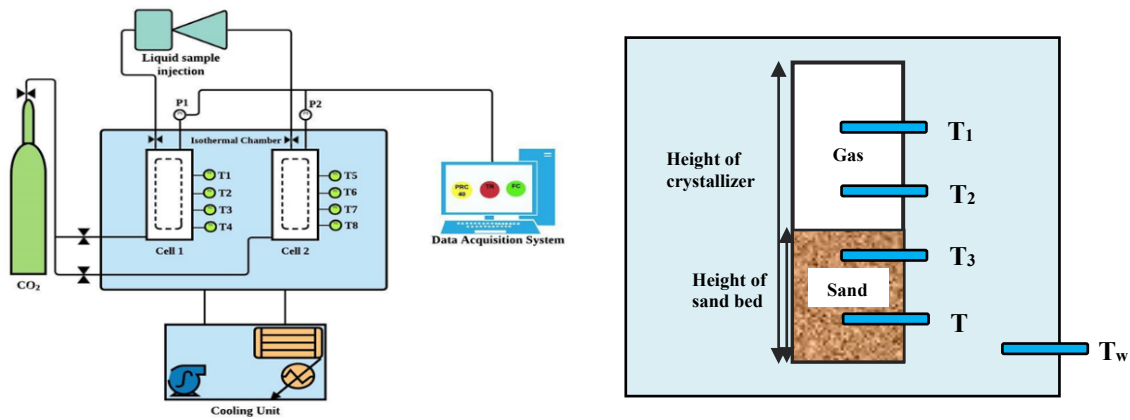 Liquid sample
injection
P1
P2
Isothermal Chamber
T1
T2
T3
T4
T5
T6
T7
T8
Cell 1
Cell 2
CO₂
PRC
40
TR
FC
Data Acquisition System
Cooling Unit
Height of
crystallizer
Gas
T₁
T₂
Height of
sand bed
Sand
T₃
T
Tw